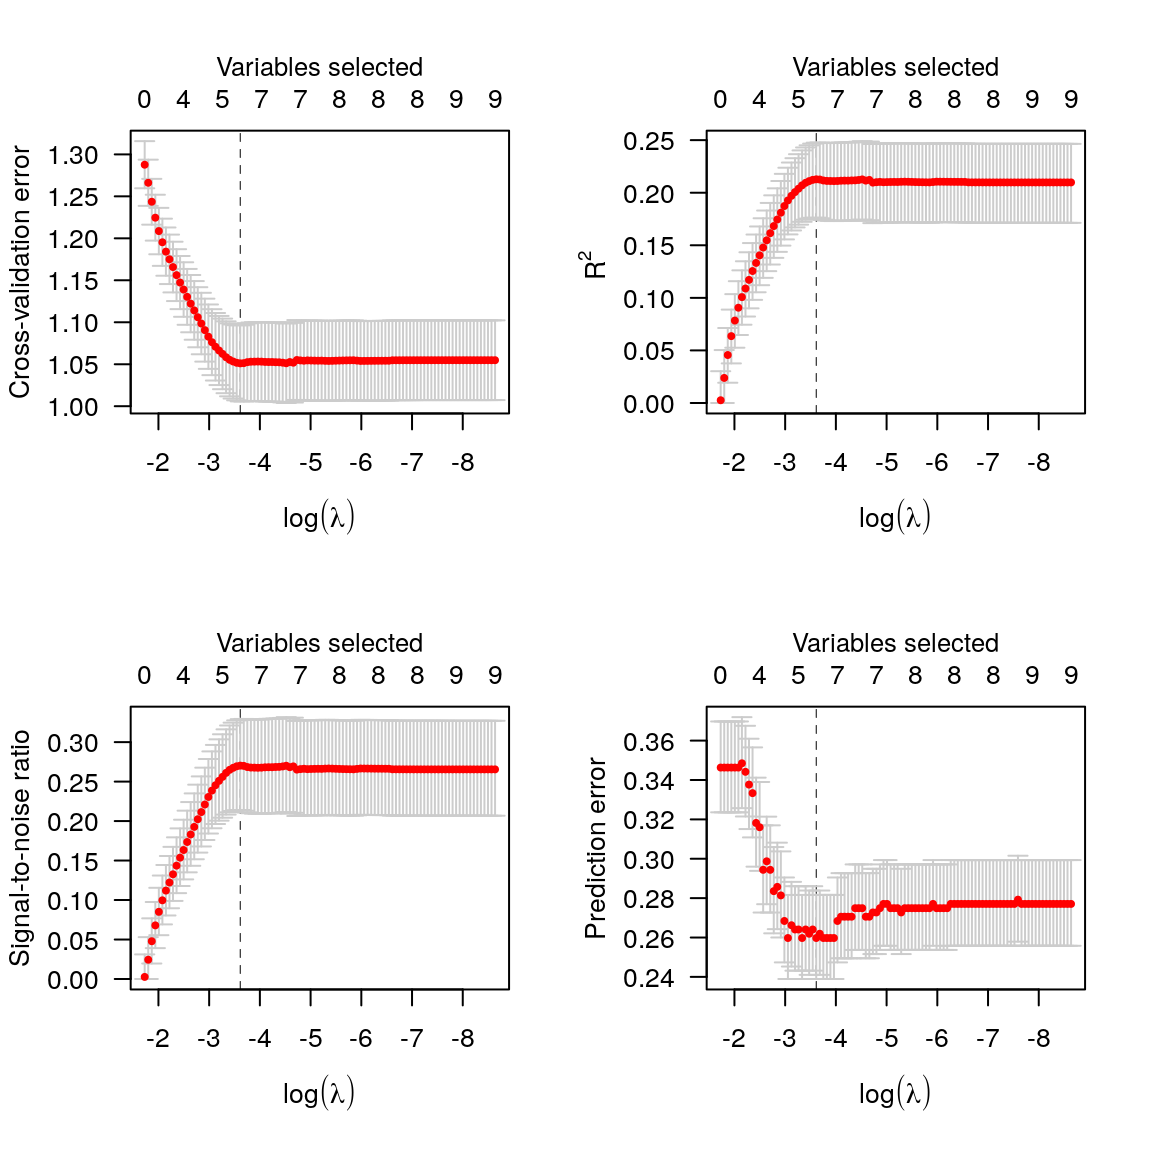 Variables selected
0 4 5 7 7 8 8 8 9 9
Cross-validation error
1.30
1.25
1.20
1.15
1.10
1.05
1.00
-2 -3 -4 -5 -6 -7 -8
log(λ)
Variables selected
0 4 5 7 7 8 8 8 9 9
R²
0.25
0.20
0.15
0.10
0.05
0.00
-2 -3 -4 -5 -6 -7 -8
log(λ)
Variables selected
0 4 5 7 7 8 8 8 9 9
Signal-to-noise ratio
0.30
0.25
0.20
0.15
0.10
0.05
0.00
-2 -3 -4 -5 -6 -7 -8
log(λ)
Variables selected
0 4 5 7 7 8 8 8 9 9
Prediction error
0.36
0.34
0.32
0.30
0.28
0.26
0.24
-2 -3 -4 -5 -6 -7 -8
log(λ)